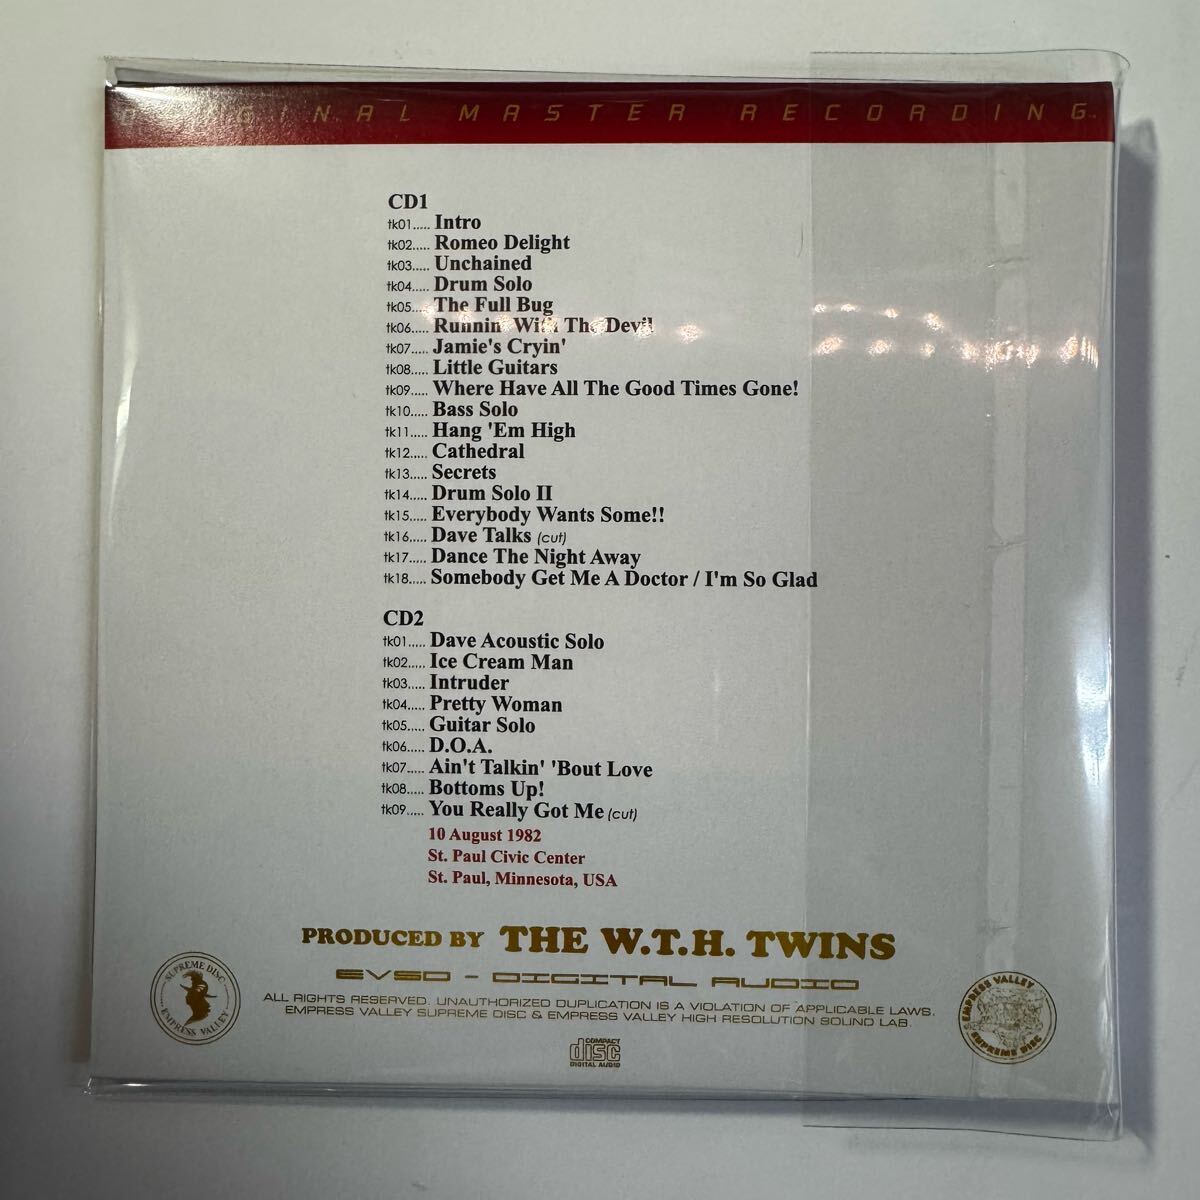 ORIGINAL MASTER RECORDING™
CD1
tk01..... Intro
tk02..... Romeo Delight
tk03..... Unchained
tk04..... Drum Solo
tk05..... The Full Bug
tk06..... Runnin' With The Devil
tk07..... Jamie's Cryin'
tk08..... Little Guitars
tk09..... Where Have All The Good Times Gone!
tk10..... Bass Solo
tk11..... Hang 'Em High
tk12..... Cathedral
tk13..... Secrets
tk14..... Drum Solo II
tk15..... Everybody Wants Some!!
tk16..... Dave Talks (cut)
tk17..... Dance The Night Away
tk18..... Somebody Get Me A Doctor / I'm So Glad
CD2
tk01..... Dave Acoustic Solo
tk02..... Ice Cream Man
tk03..... Intruder
tk04..... Pretty Woman
tk05..... Guitar Solo
tk06..... D.O.A.
tk07..... Ain't Talkin' 'Bout Love
tk08..... Bottoms Up!
tk09..... You Really Got Me (cut)
10 August 1982
St. Paul Civic Center
St. Paul, Minnesota, USA
PRODUCED BY THE W.T.H. TWINS
EVSD - DIGITAL AUDIO
ALL RIGHTS RESERVED. UNAUTHORIZED DUPLICATION IS A VIOLATION OF APPLICABLE LAWS.
EMPRESS VALLEY SUPREME DISC & EMPRESS VALLEY HIGH RESOLUTION SOUND LAB.
SUPREME DISC
EMPRESS VALLEY
EMPRESS VALLEY
SUPREME DISC
COMPACT
disc
DIGITAL AUDIO